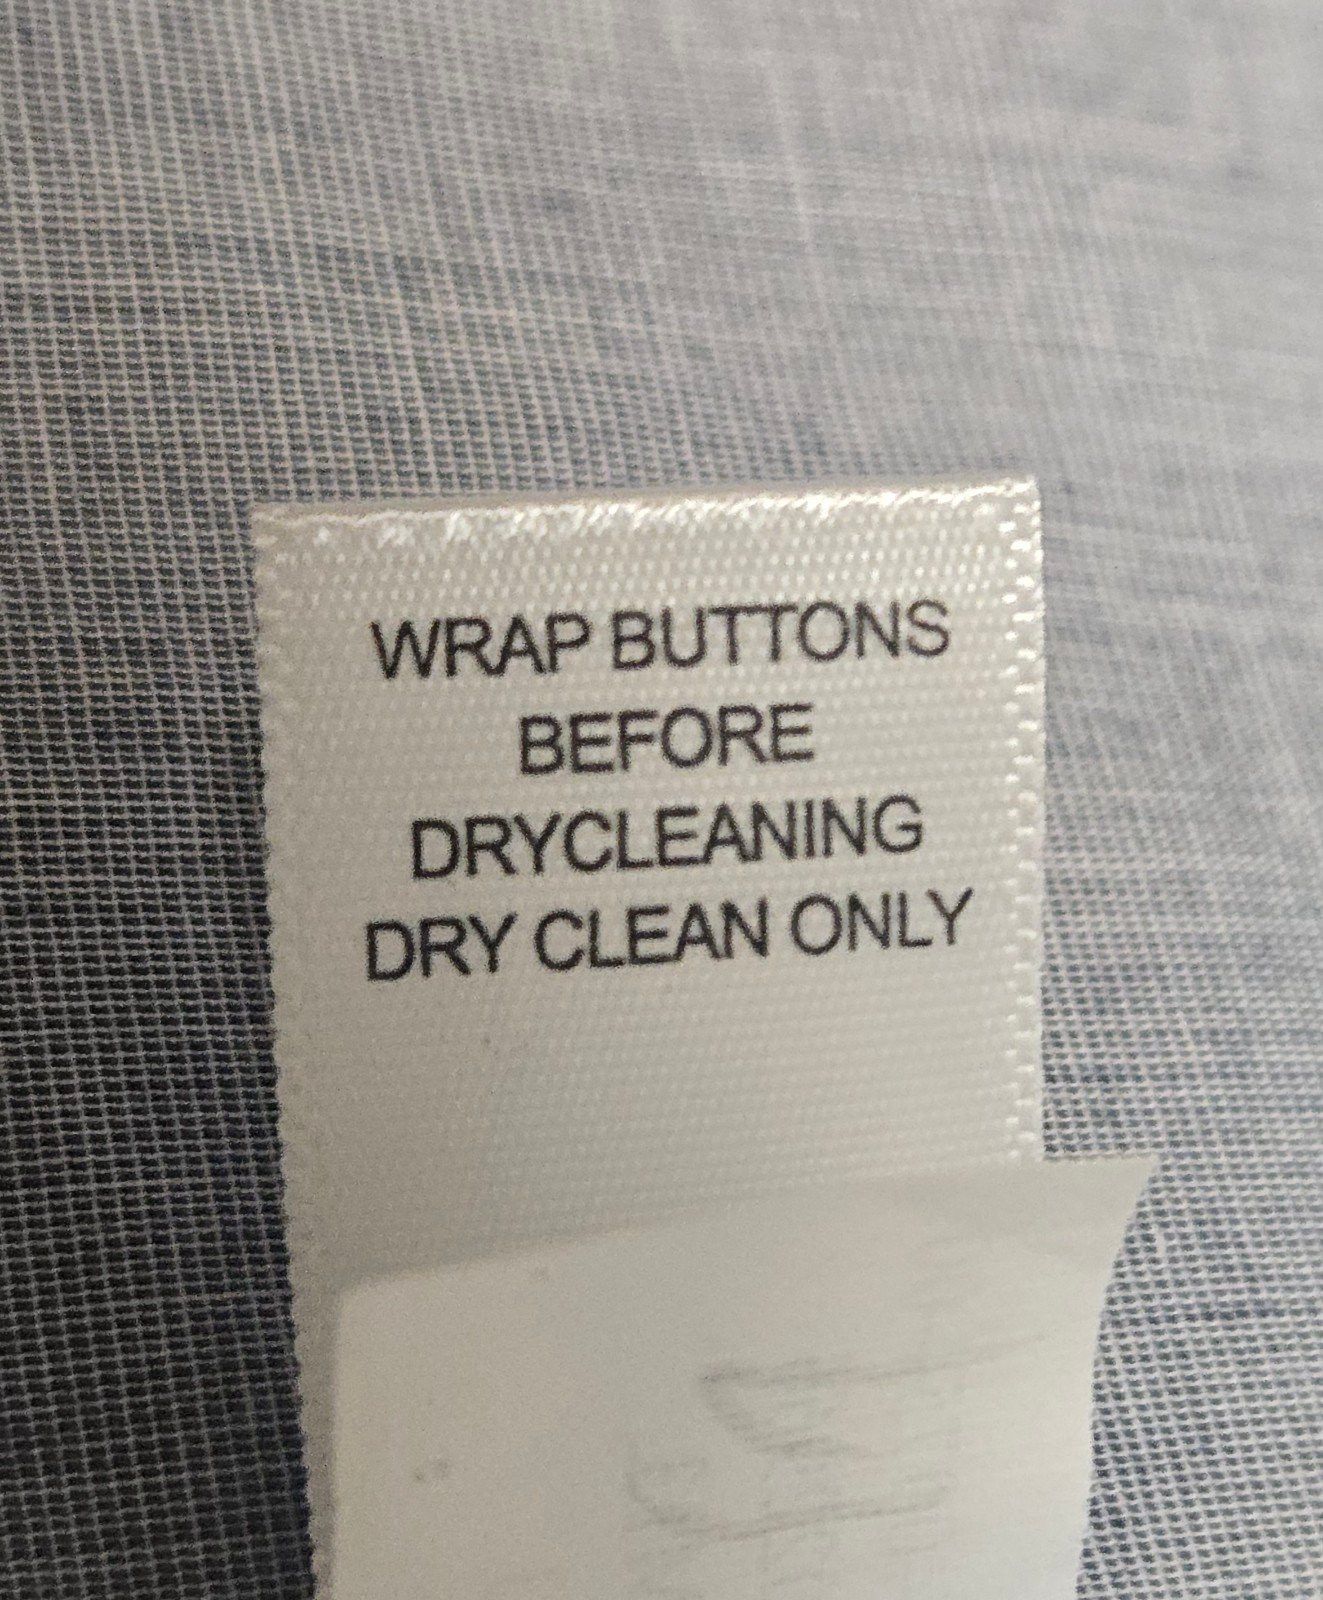 WRAP BUTTONS
BEFORE
DRYCLEANING
DRY CLEAN ONLY